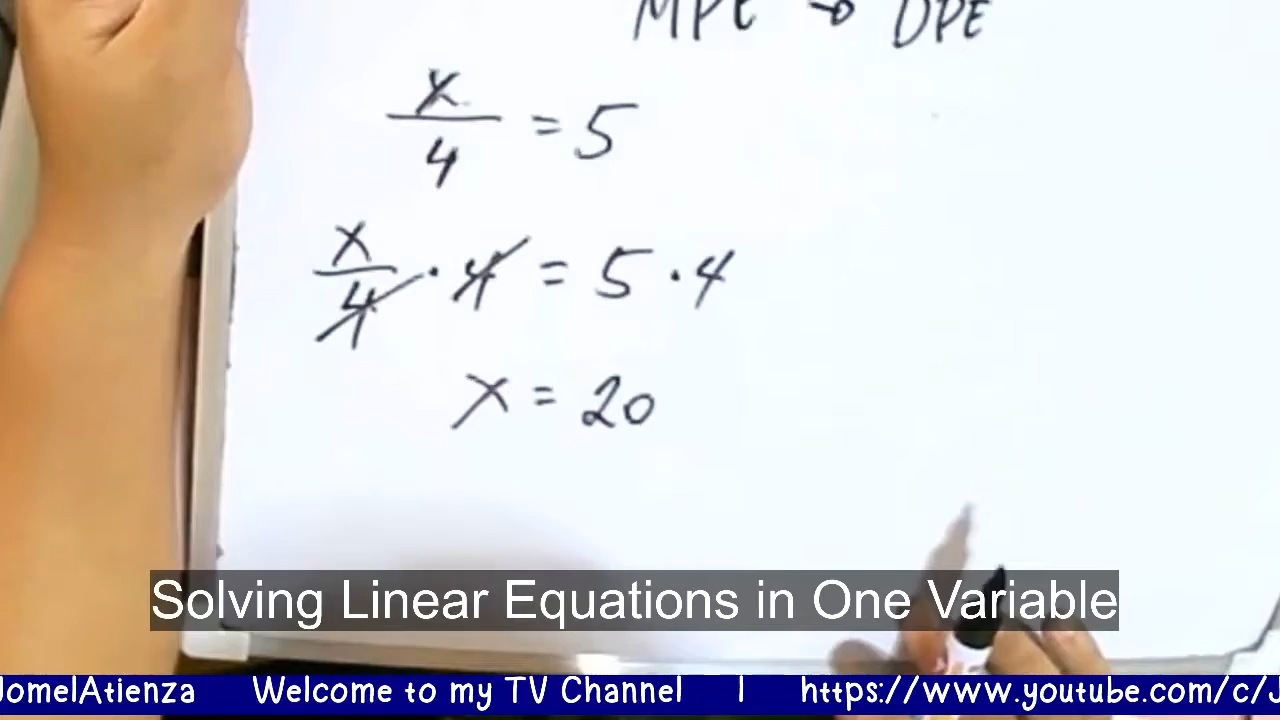 MPE → DPE
x/4 = 5
x/4 · 4 = 5 · 4
x = 20
Solving Linear Equations in One Variable
JomelAtienza Welcome to my TV Channel | https://www.youtube.com/c/J